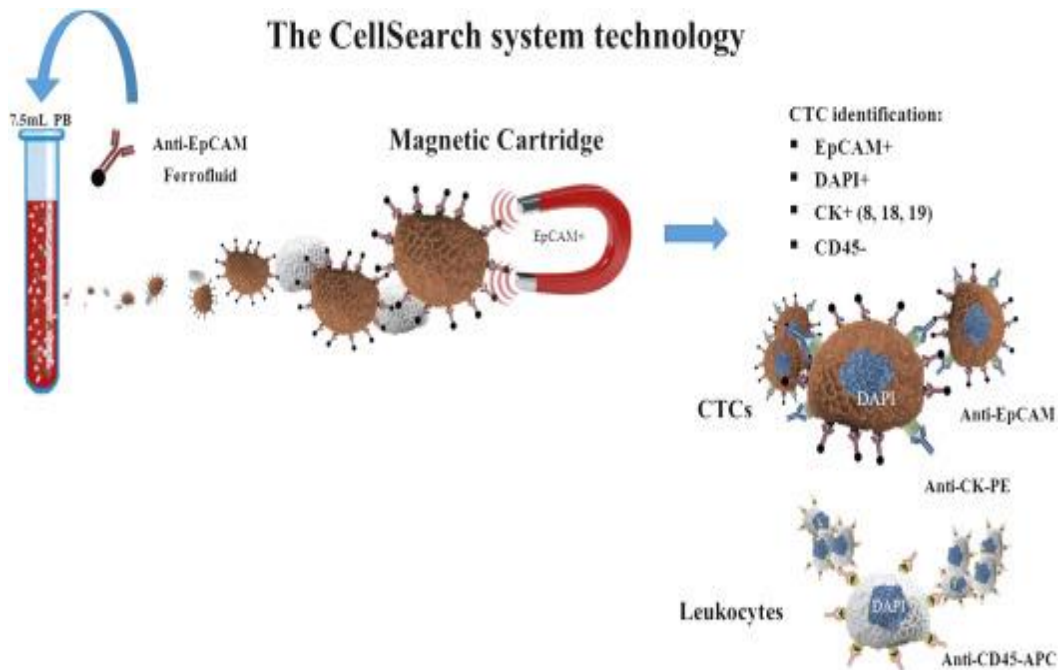 The CellSearch system technology
7.5mL PB
Anti-EpCAM
Ferrofluid
Magnetic Cartridge
EpCAM+
CTC identification:
▪ EpCAM+
▪ DAPI+
▪ CK+ (8, 18, 19)
▪ CD45-
DAPI
CTCs
Anti-EpCAM
Anti-CK-PE
DAPI
Leukocytes
Anti-CD45-APC